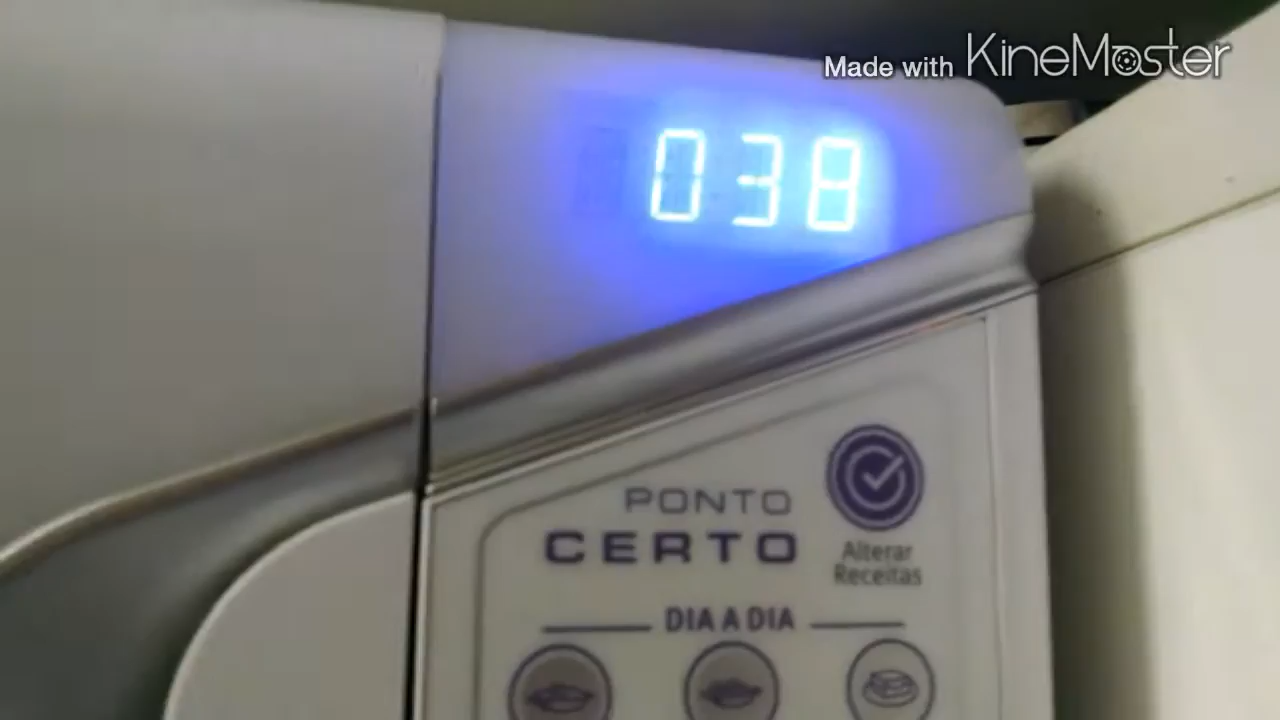 Made with KINEMASTER
038
PONTO
CERTO
Alterar
Receitas
DIA A DIA